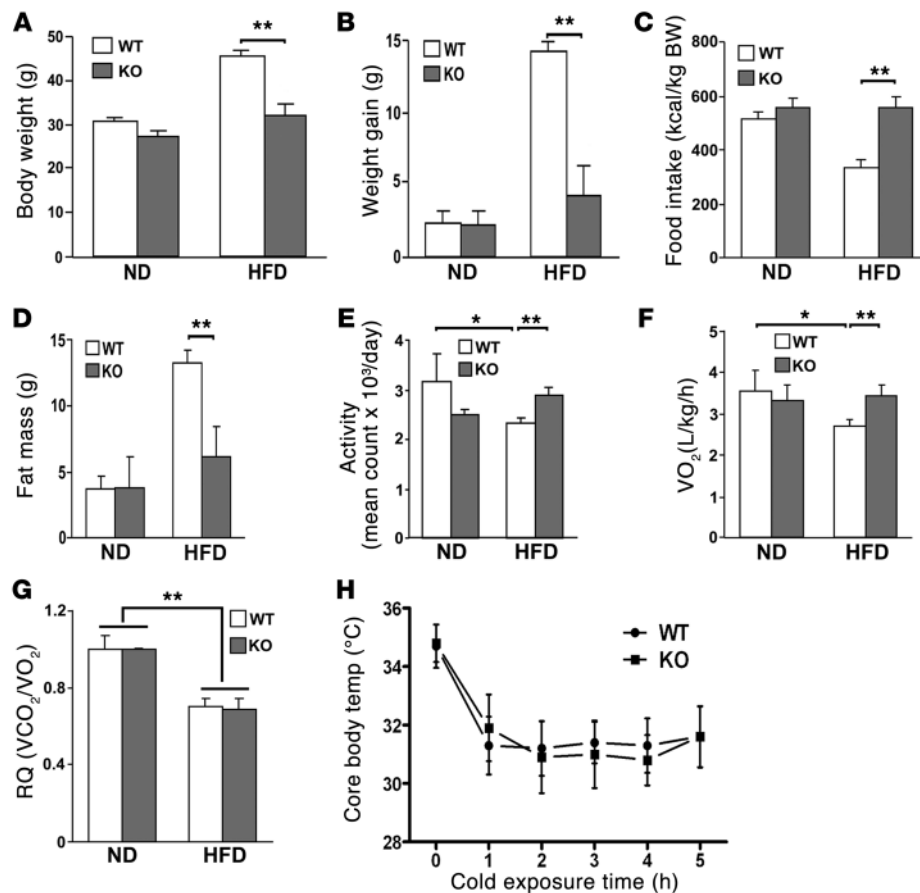 A
Body weight (g)
60
50
40
30
20
10
0
WT
KO
**
ND
HFD
B
Weight gain (g)
15
10
5
0
WT
KO
**
ND
HFD
C
Food intake (kcal/kg BW)
800
600
400
200
0
WT
KO
**
ND
HFD
D
Fat mass (g)
15
10
5
0
WT
KO
**
ND
HFD
E
Activity
(mean count x 10³/day)
4
3
2
1
0
*
**
WT
KO
ND
HFD
F
VO₂(L/kg/h)
5
4
3
2
1
0
*
**
WT
KO
ND
HFD
G
RQ (VCO₂/VO₂)
1.2
0.8
0.4
0
**
WT
KO
ND
HFD
H
Core body temp (°C)
36
34
32
30
28
WT
KO
0 1 2 3 4 5
Cold exposure time (h)